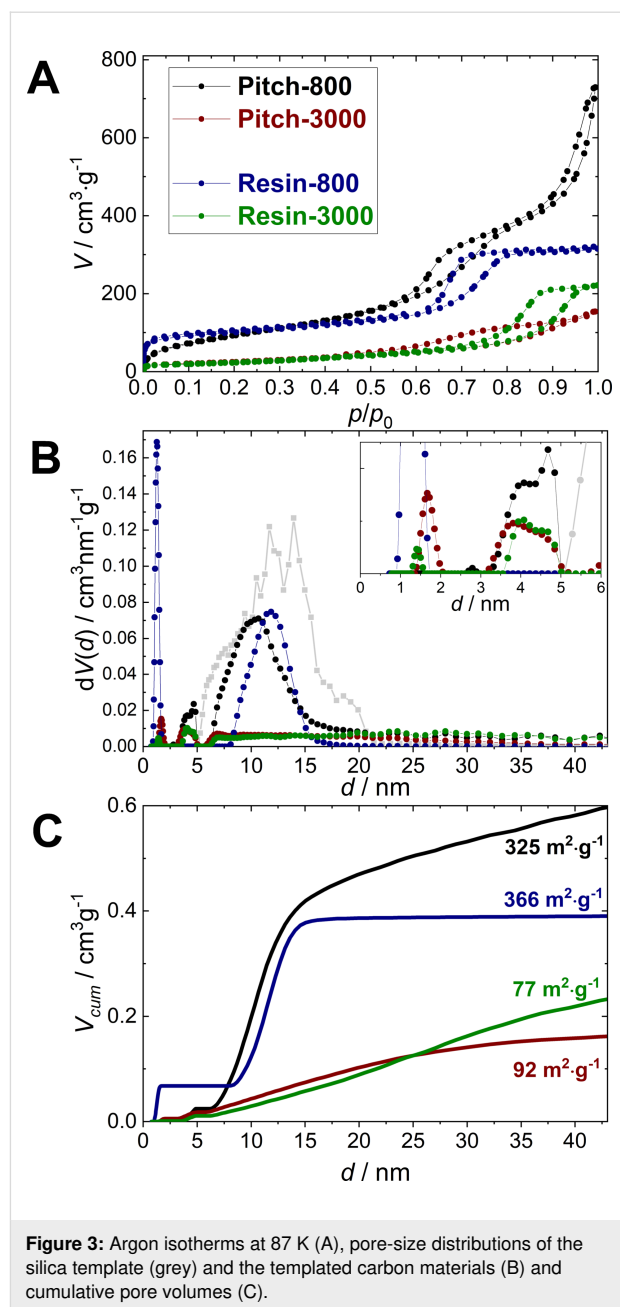 A
800
600
400
200
0
V / cm³·g⁻¹
Pitch-800
Pitch-3000
Resin-800
Resin-3000
0.0 0.1 0.2 0.3 0.4 0.5 0.6 0.7 0.8 0.9 1.0
p/p₀
B
0.16
0.14
0.12
0.10
0.08
0.06
0.04
0.02
0.00
dV(d) / cm³nm⁻¹g⁻¹
0 1 2 3 4 5 6
d / nm
0 5 10 15 20 25 30 35 40
d / nm
C
0.6
0.4
0.2
0.0
V_cum / cm³g⁻¹
325 m²·g⁻¹
366 m²·g⁻¹
77 m²·g⁻¹
92 m²·g⁻¹
0 5 10 15 20 25 30 35 40
d / nm
Figure 3: Argon isotherms at 87 K (A), pore-size distributions of the
silica template (grey) and the templated carbon materials (B) and
cumulative pore volumes (C).